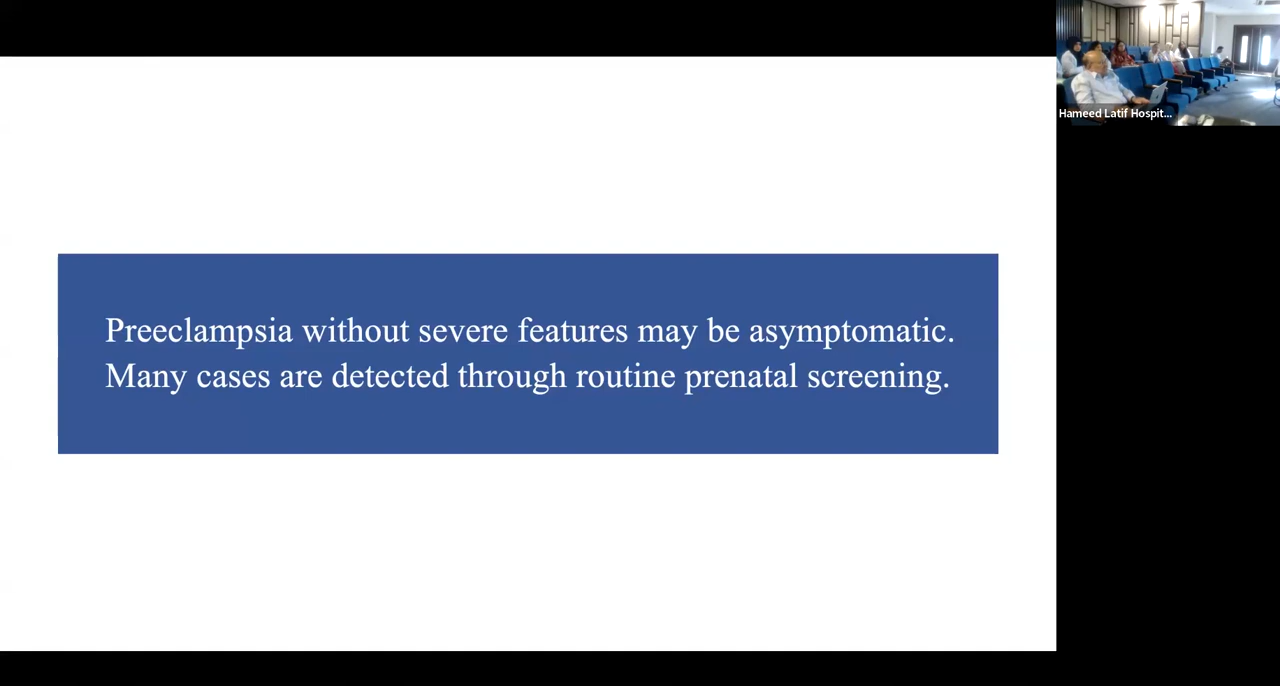 Hameed Latif Hospit...
Preeclampsia without severe features may be asymptomatic.
Many cases are detected through routine prenatal screening.